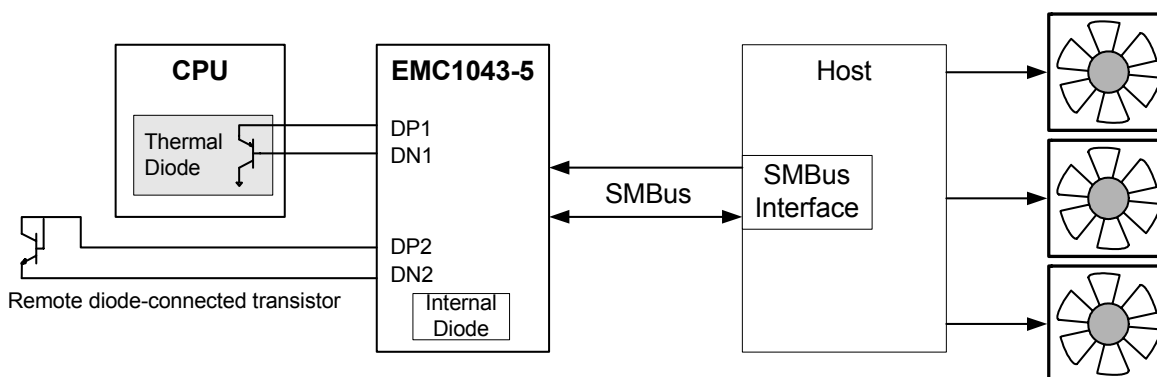 CPU
Thermal
Diode
EMC1043-5
DP1
DN1
DP2
DN2
Internal
Diode
Remote diode-connected transistor
SMBus
Host
SMBus
Interface